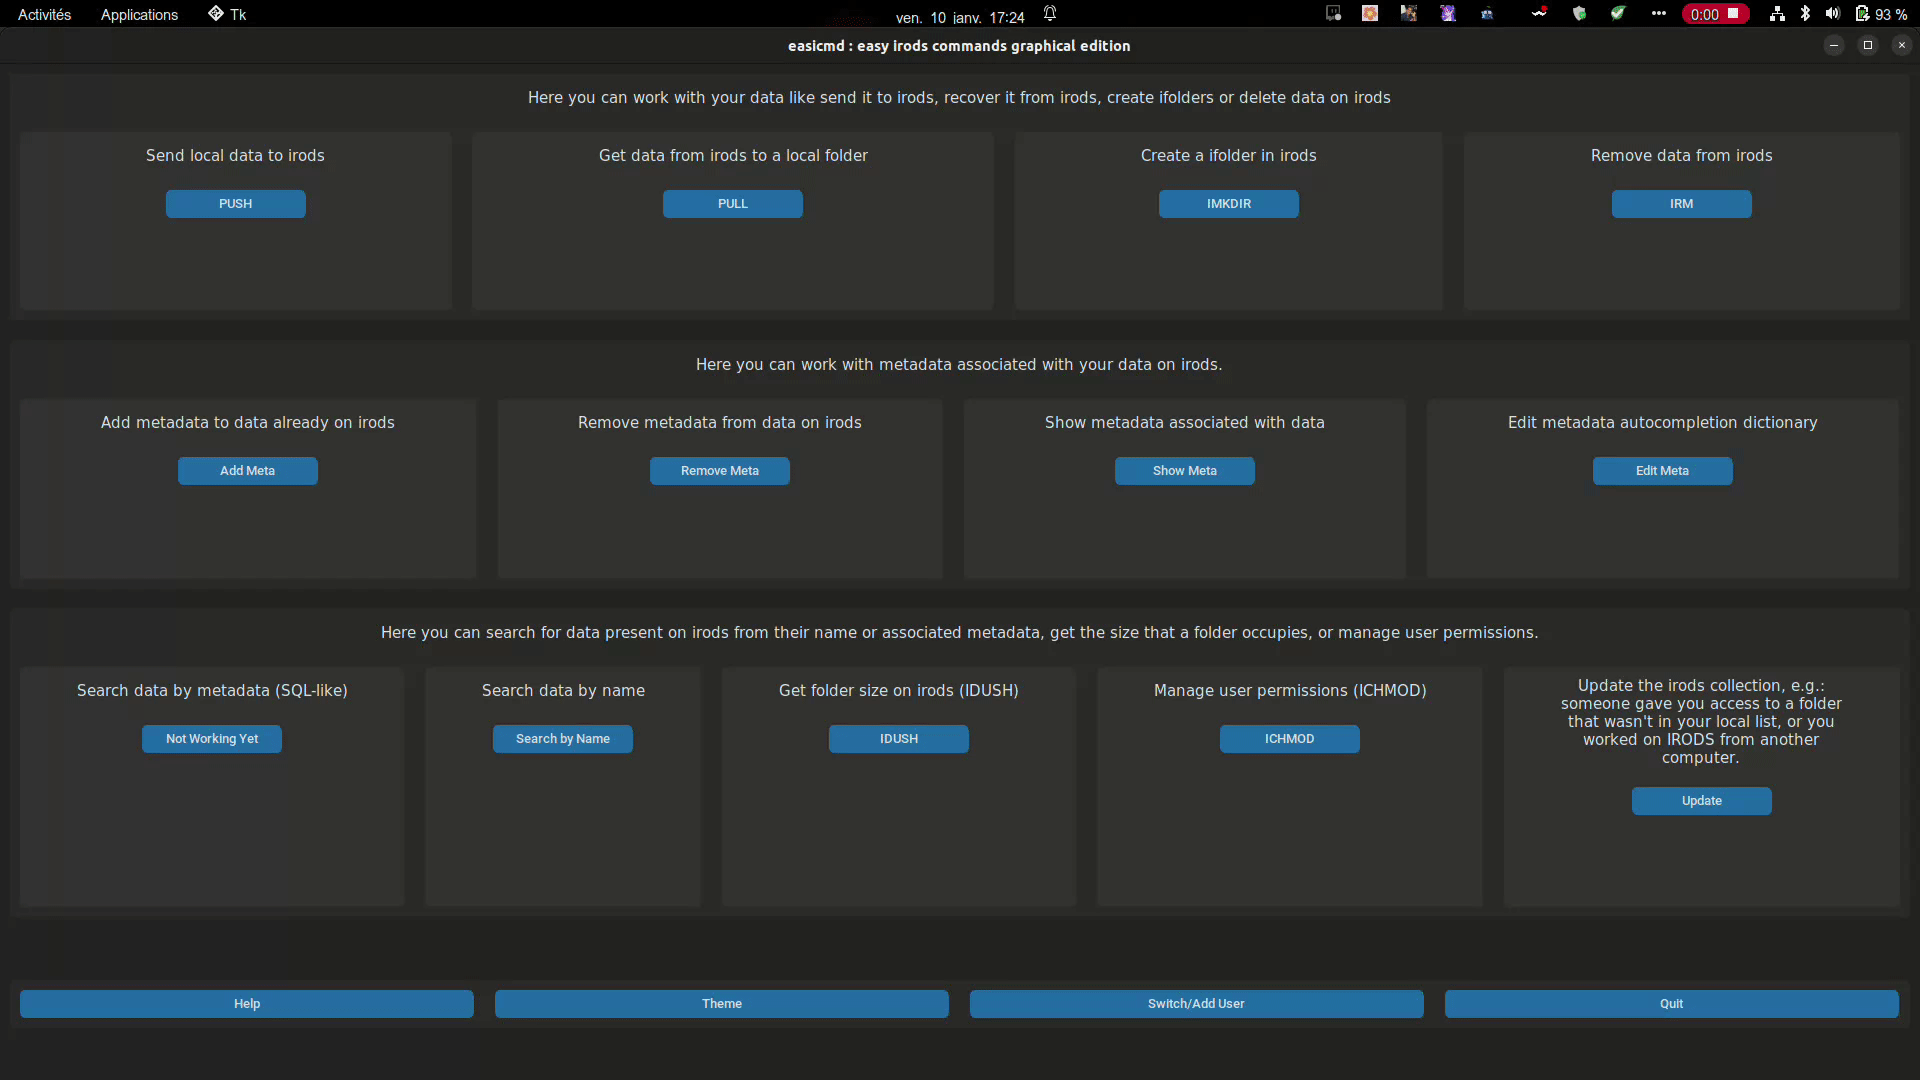 Activités Applications Tk ven. 10 janv. 17:24 0:00 93 %
easicmd : easy irods commands graphical edition
Here you can work with your data like send it to irods, recover it from irods, create ifolders or delete data on irods
Send local data to irods
PUSH
Get data from irods to a local folder
PULL
Create a ifolder in irods
IMKDIR
Remove data from irods
IRM
Here you can work with metadata associated with your data on irods.
Add metadata to data already on irods
Add Meta
Remove metadata from data on irods
Remove Meta
Show metadata associated with data
Show Meta
Edit metadata autocompletion dictionary
Edit Meta
Here you can search for data present on irods from their name or associated metadata, get the size that a folder occupies, or manage user permissions.
Search data by metadata (SQL-like)
Not Working Yet
Search data by name
Search by Name
Get folder size on irods (IDUSH)
IDUSH
Manage user permissions (ICHMOD)
ICHMOD
Update the irods collection, e.g.:
someone gave you access to a folder
that wasn't in your local list, or you
worked on IRODS from another
computer.
Update
Help
Theme
Switch/Add User
Quit